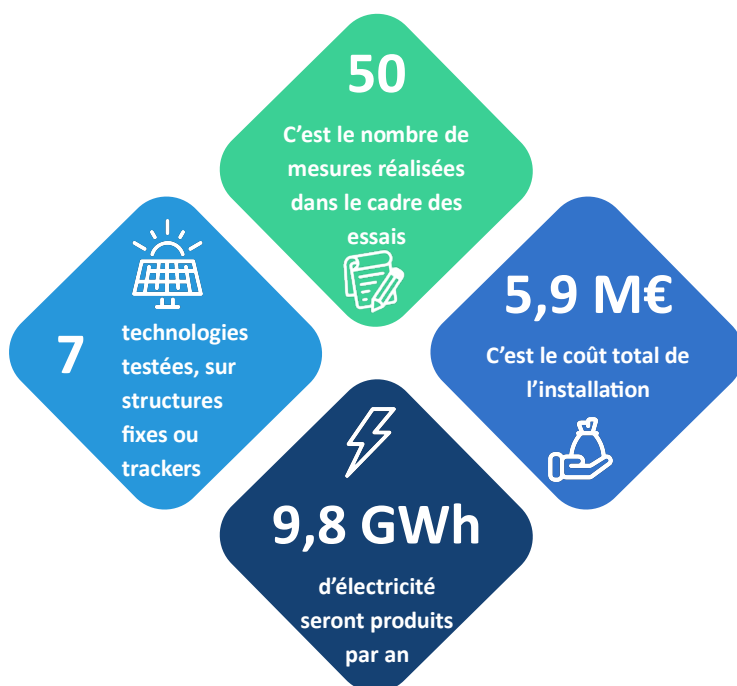 50
C’est le nombre de
mesures réalisées
dans le cadre des
essais
7
technologies
testées, sur
structures
fixes ou
trackers
5,9 M€
C’est le coût total de
l’installation
9,8 GWh
d’électricité
seront produits
par an